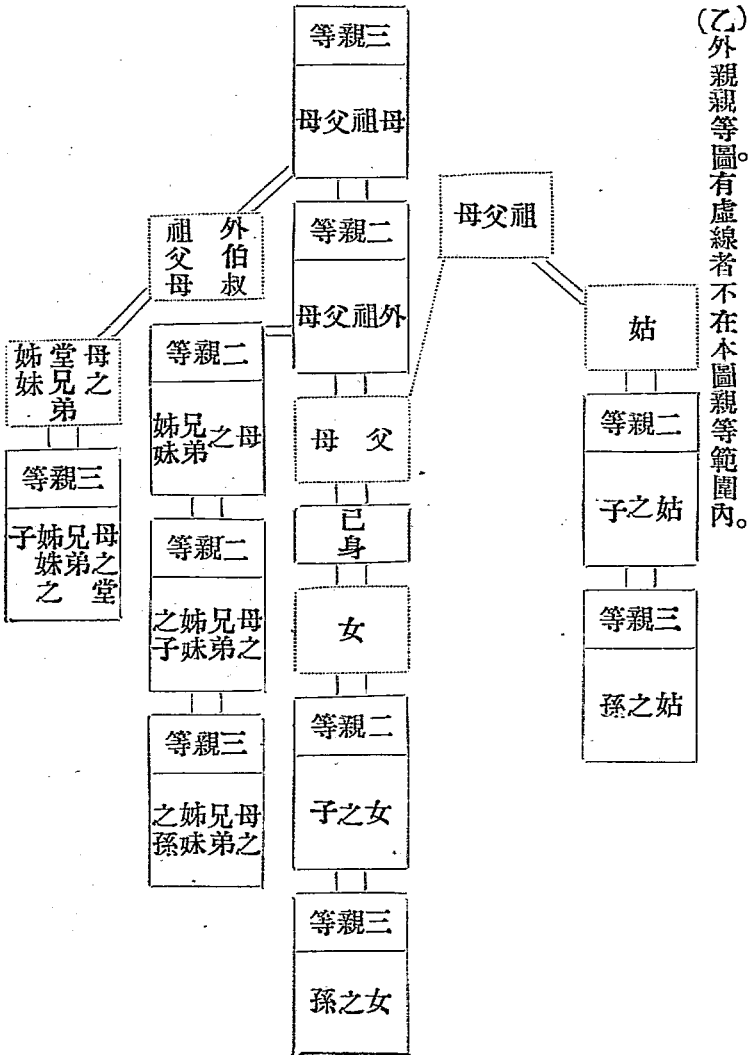 (乙)外親親等圖。有虛線者不在本圖親等範圍內。
祖父母
姑
二親等
姑之子
三親等
姑之孫
三親等
母祖父母
二親等
外祖父母
父母
己身
女
二親等
女之子
三親等
女之孫
外伯叔
祖父母
二親等
母之兄弟姊妹
二親等
母之兄弟姊妹之子
三親等
母之兄弟姊妹之孫
母之堂兄弟姊妹
三親等
母之堂兄弟姊妹之子